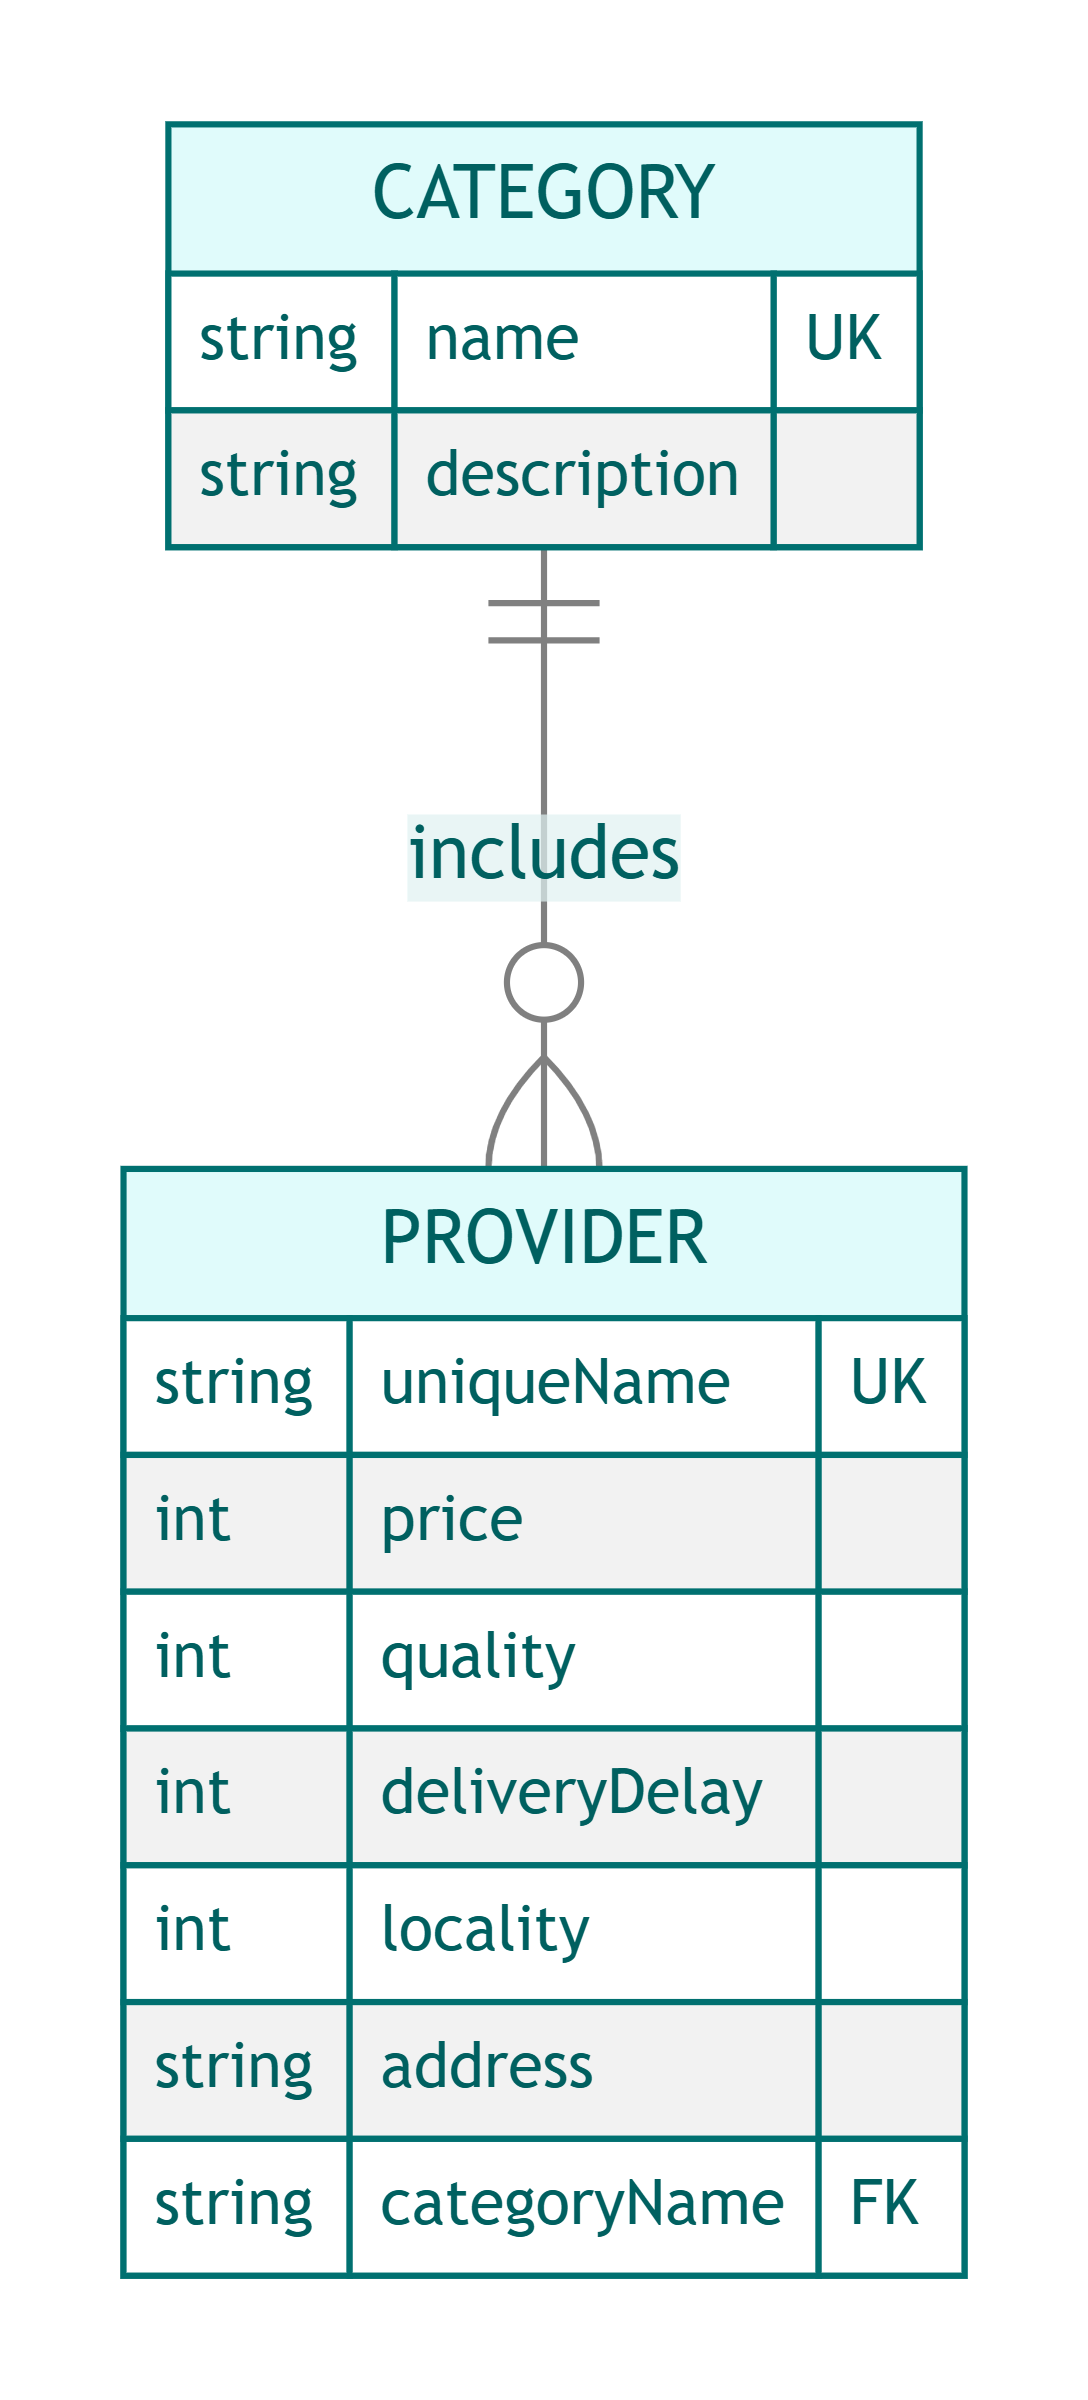 CATEGORY
string name UK
string description
includes
PROVIDER
string uniqueName UK
int price
int quality
int deliveryDelay
int locality
string address
string categoryName FK